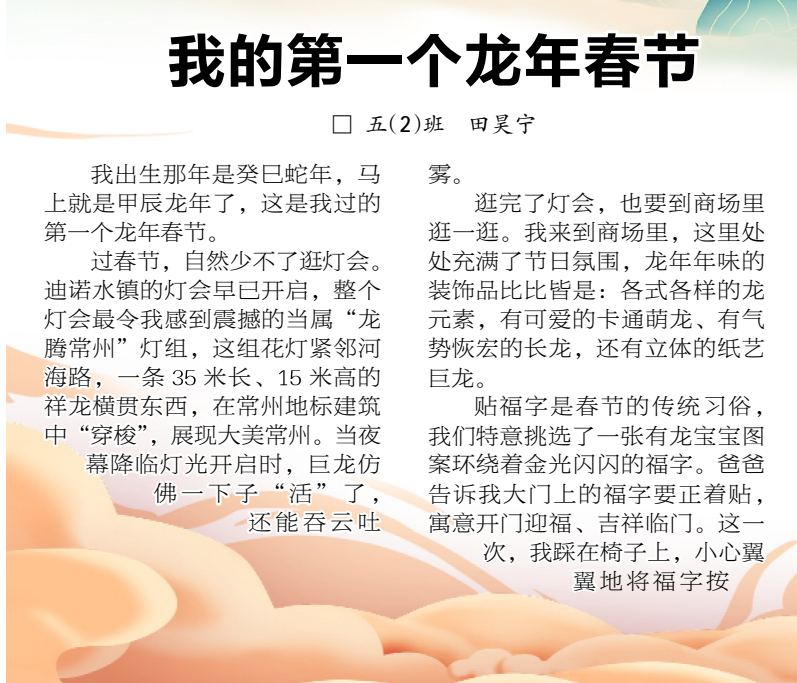 我的第一个龙年春节
□ 五(2)班 田昊宁
我出生那年是癸巳蛇年，马
上就是甲辰龙年了，这是我过的
第一个龙年春节。
过春节，自然少不了逛灯会。
迪诺水镇的灯会早已开启，整个
灯会最令我感到震撼的当属“龙
腾常州”灯组，这组花灯紧邻河
海路，一条 35 米长、15 米高的
祥龙横贯东西，在常州地标建筑
中“穿梭”，展现大美常州。当夜
幕降临灯光开启时，巨龙仿
佛一下子“活”了，
还能吞云吐
雾。
逛完了灯会，也要到商场里
逛一逛。我来到商场里，这里处
处充满了节日氛围，龙年年味的
装饰品比比皆是：各式各样的龙
元素，有可爱的卡通萌龙、有气
势恢宏的长龙，还有立体的纸艺
巨龙。
贴福字是春节的传统习俗，
我们特意挑选了一张有龙宝宝图
案环绕着金光闪闪的福字。爸爸
告诉我大门上的福字要正着贴，
寓意开门迎福、吉祥临门。这一
次，我踩在椅子上，小心翼
翼地将福字按